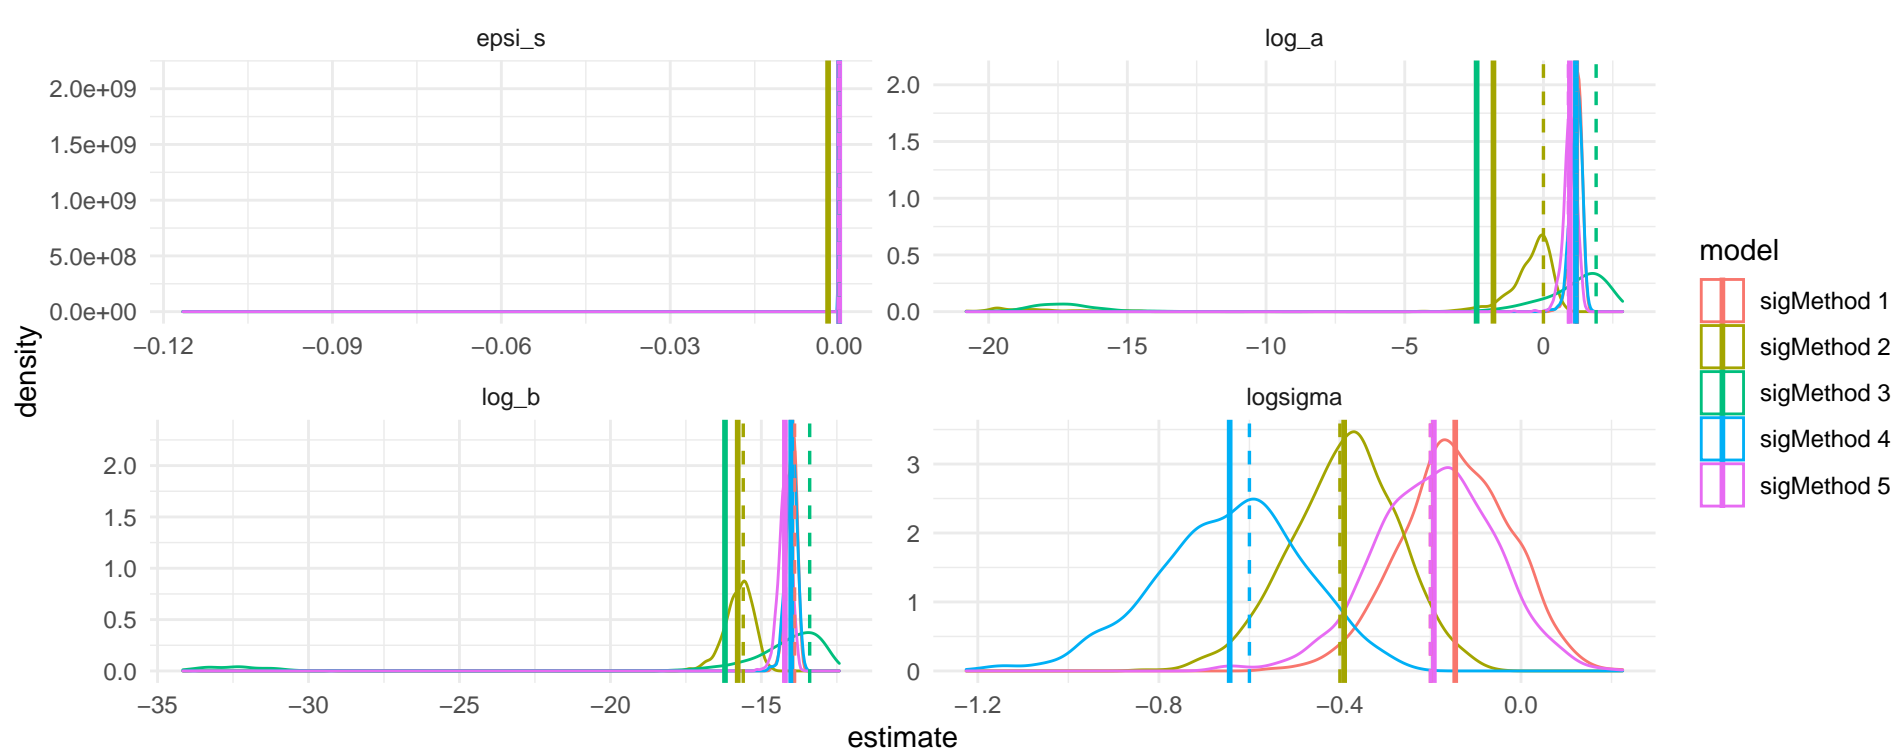 epsi_s
log_a
2.0e+09
1.5e+09
1.0e+09
5.0e+08
0.0e+00
−0.12 −0.09 −0.06 −0.03 0.00
2.0
1.5
1.0
0.5
0.0
−20 −15 −10 −5 0
log_b
logsigma
2.0
1.5
1.0
0.5
0.0
−35 −30 −25 −20 −15
3
2
1
0
−1.2 −0.8 −0.4 0.0
density
estimate
model
sigMethod 1
sigMethod 2
sigMethod 3
sigMethod 4
sigMethod 5